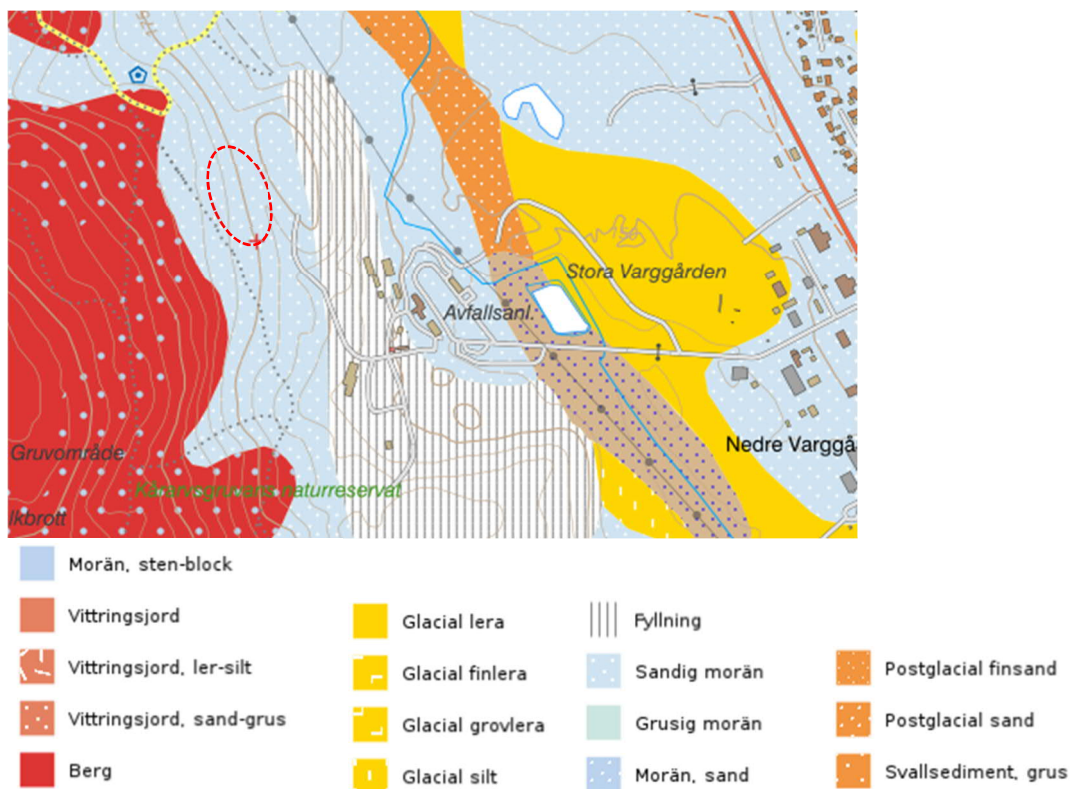 Stora Varggården
Avfallsanl.
Nedre Varggå
Gruvområde
Kårarvsgruvans naturreservat
lkbrott
Morän, sten-block
Vittringsjord
Vittringsjord, ler-silt
Vittringsjord, sand-grus
Berg
Glacial lera
Glacial finlera
Glacial grovlera
Glacial silt
Fyllning
Sandig morän
Grusig morän
Morän, sand
Postglacial finsand
Postglacial sand
Svallsediment, grus